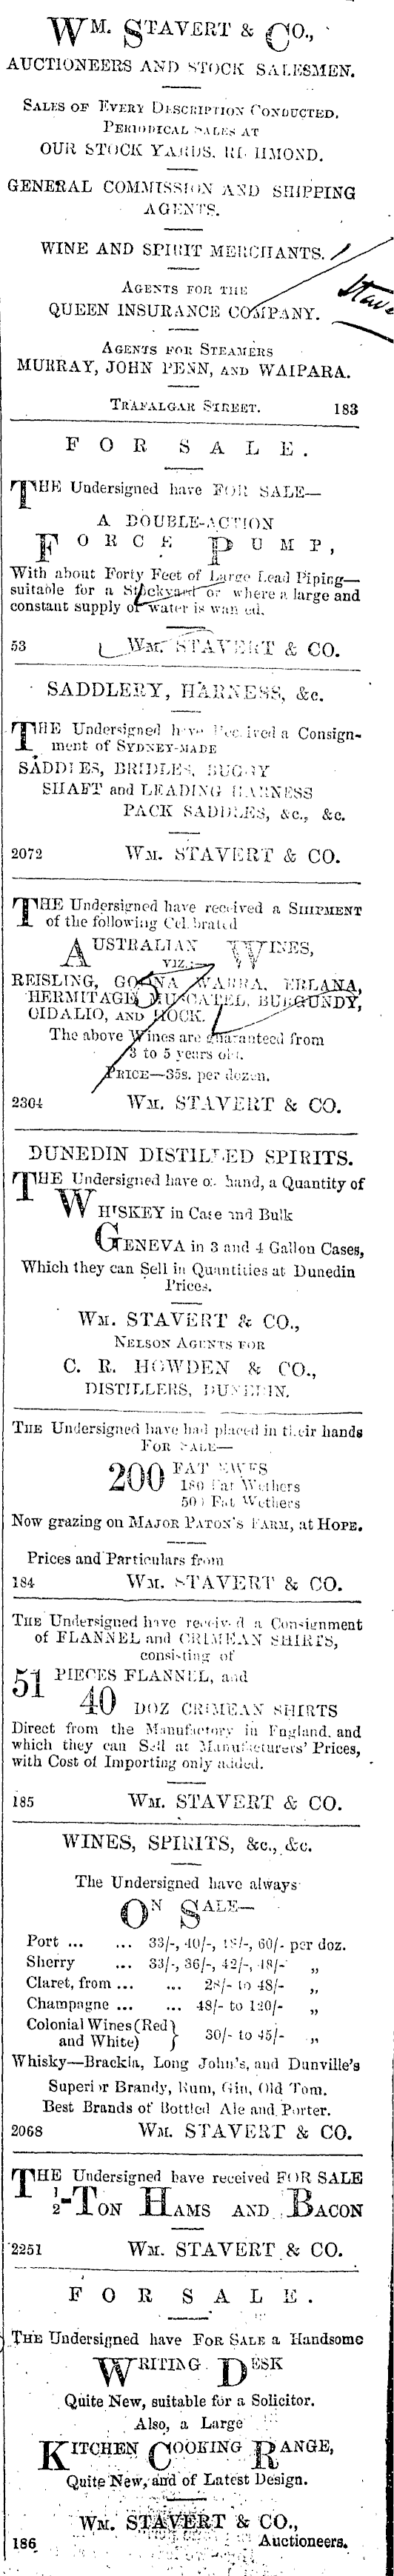 WM. STAVERT & CO.,
AUCTIONEERS AND STOCK SALESMEN.
SALES OF EVERY DESCRIPTION CONDUCTED.
PERIODICAL SALES AT
OUR STOCK YARDS, RICHMOND.
GENERAL COMMISSION AND SHIPPING
AGENTS.
WINE AND SPIRIT MERCHANTS.
AGENTS FOR THE
QUEEN INSURANCE COMPANY.
Stave
AGENTS FOR STEAMERS
MURRAY, JOHN PENN, AND WAIPARA.
TRAFALGAR STREET. 183
FOR SALE.
THE Undersigned have FOR SALE—
A DOUBLE-ACTION
FORCE PUMP,
With about Forty Feet of Large Lead Piping—
suitable for a Stockyard or where a large and
constant supply of water is wanted.
53 WM. STAVERT & CO.
SADDLERY, HARNESS, &c.
THE Undersigned have Received a Consign-
ment of SYDNEY-MADE
SADDLES, BRIDLES, BUGGY
SHAFT and LEADING HARNESS
PACK SADDLES, &c., &c.
2072 WM. STAVERT & CO.
THE Undersigned have received a SHIPMENT
of the following Celebrated
AUSTRALIAN WINES,
VIZ.:—
REISLING, GOONA WARRA, ERLANA,
HERMITAGE, MUSCATEL, BURGUNDY,
OIDALIO, AND HOCK.
The above Wines are guaranteed from
3 to 5 years old.
PRICE—35s. per dozen.
2304 WM. STAVERT & CO.
DUNEDIN DISTILLED SPIRITS.
THE Undersigned have on hand, a Quantity of
WHISKEY in Case and Bulk
GENEVA in 3 and 4 Gallon Cases,
Which they can Sell in Quantities at Dunedin
Prices.
WM. STAVERT & CO.,
NELSON AGENTS FOR
C. R. HOWDEN & CO.,
DISTILLERS, DUNEDIN.
THE Undersigned have had placed in their hands
FOR SALE—
200 FAT EWES
180 Fat Wethers
500 Fat Wethers
Now grazing on MAJOR PATON'S FARM, at HOPE.
Prices and Particulars from
184 WM. STAVERT & CO.
THE Undersigned have received a Consignment
of FLANNEL and CRIMEAN SHIRTS,
consisting of
51 PIECES FLANNEL, and
40 DOZ CRIMEAN SHIRTS
Direct from the Manufactory in England, and
which they can Sell at Manufacturers' Prices,
with Cost of Importing only added.
185 WM. STAVERT & CO.
WINES, SPIRITS, &c., &c.
The Undersigned have always
ON SALE—
Port ... ... 33/-, 40/-, 48/-, 60/- per doz.
Sherry ... 33/-, 36/-, 42/-, 48/- „
Claret, from ... ... 28/- to 48/- „
Champagne ... ... 48/- to 120/- „
Colonial Wines (Red
and White) } 30/- to 45/- „
Whisky—Brackla, Long John's, and Dunville's
Superior Brandy, Rum, Gin, Old Tom.
Best Brands of Bottled Ale and Porter.
2068 WM. STAVERT & CO.
THE Undersigned have received FOR SALE
½-TON HAMS AND BACON
2251 WM. STAVERT & CO.
FOR SALE.
THE Undersigned have FOR SALE a Handsome
WRITING DESK
Quite New, suitable for a Solicitor.
Also, a Large
KITCHEN COOKING RANGE,
Quite New, and of Latest Design.
WM. STAVERT & CO.,
186 Auctioneers.